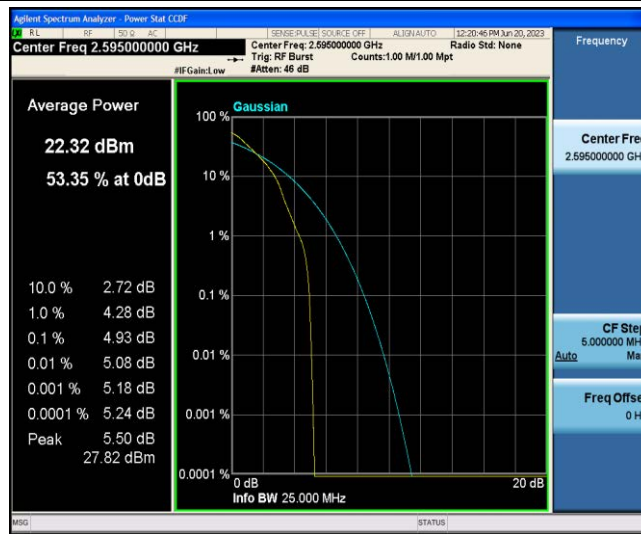 Agilent Spectrum Analyzer - Power Stat CCDF
RL RF 50 Ω AC SENSE:PULSE SOURCE OFF ALIGNAUTO 12:20:46 PM Jun 20, 2023
Center Freq 2.595000000 GHz
Center Freq: 2.595000000 GHz Radio Std: None
Trig: RF Burst Counts:1.00 M/1.00 Mpt
#IFGain:Low #Atten: 46 dB
Frequency
Average Power
22.32 dBm
53.35 % at 0dB
10.0 % 2.72 dB
1.0 % 4.28 dB
0.1 % 4.93 dB
0.01 % 5.08 dB
0.001 % 5.18 dB
0.0001 % 5.24 dB
Peak 5.50 dB
27.82 dBm
Gaussian
100 %
10 %
1 %
0.1 %
0.01 %
0.001 %
0.0001 %
0 dB 20 dB
Info BW 25.000 MHz
Center Fre
2.595000000 GH
CF Ste
5.000000 MH
Auto Ma
Freq Offse
0 H
MSG STATUS